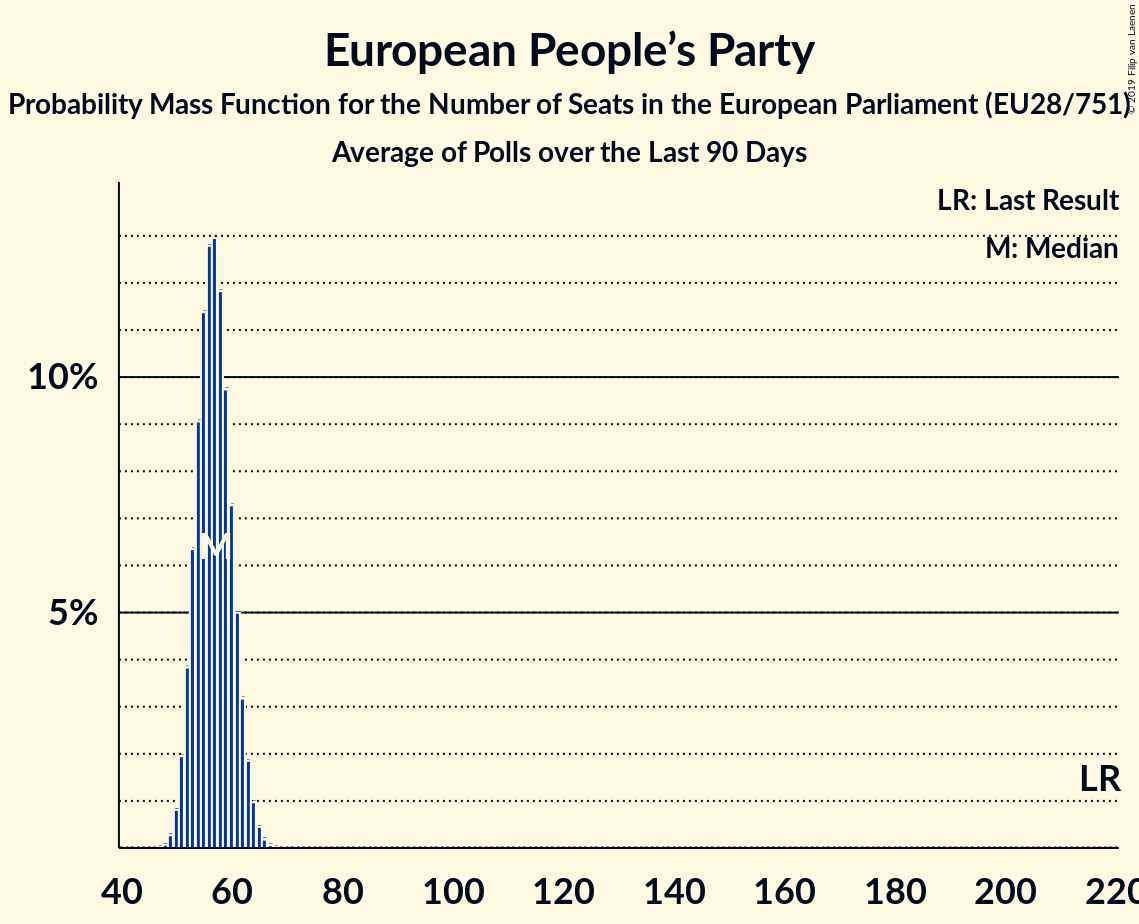 European People’s Party
Probability Mass Function for the Number of Seats in the European Parliament (EU28/751)
Average of Polls over the Last 90 Days
© 2019 Filip van Laenen
LR: Last Result
M: Median
10%
5%
M
LR
40 60 80 100 120 140 160 180 200 220